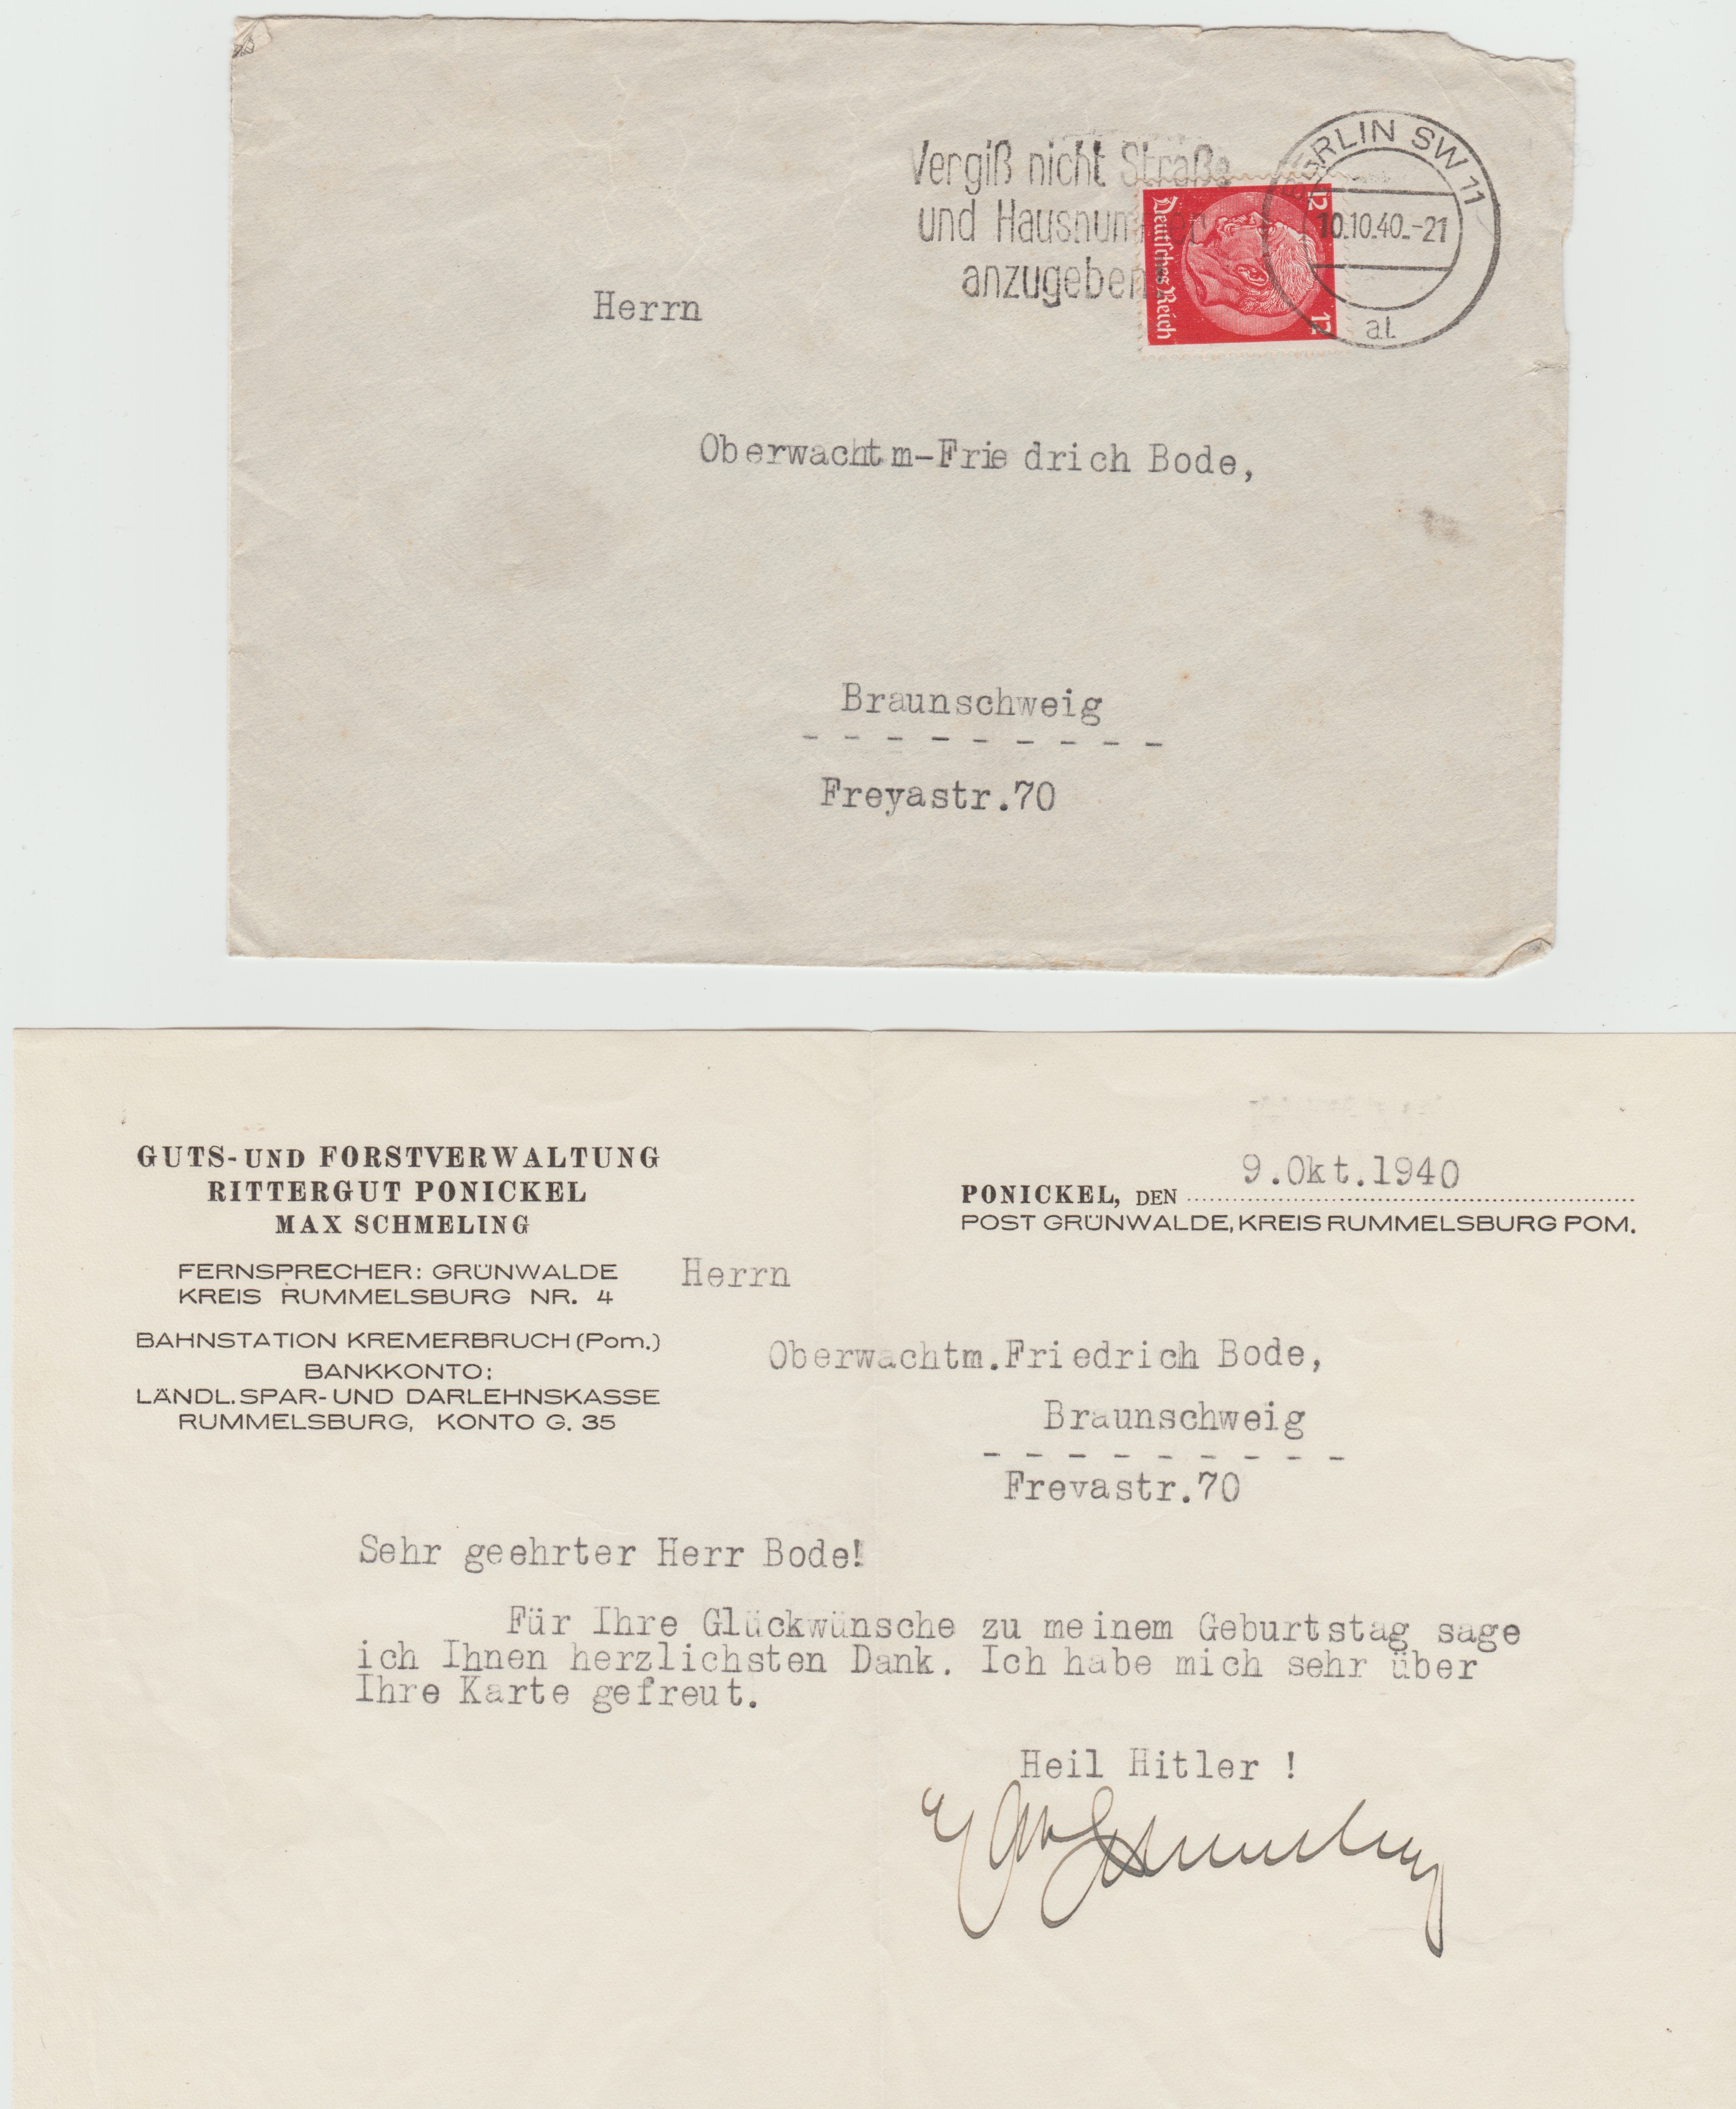 Vergiß nicht Straße
und Hausnummer
anzugeben
BERLIN SW 11
10.10.40.-21
al
12
12
Deutsches Reich
Herrn
Oberwachtm-Friedrich Bode,
Braunschweig
- - - - - - - - -
Freyastr.70
GUTS- UND FORSTVERWALTUNG
RITTERGUT PONICKEL
MAX SCHMELING
FERNSPRECHER: GRÜNWALDE
KREIS RUMMELSBURG NR. 4
BAHNSTATION KREMERBRUCH (Pom.)
BANKKONTO:
LÄNDL. SPAR- UND DARLEHNSKASSE
RUMMELSBURG, KONTO G. 35
PONICKEL, DEN 9.Okt.1940
POST GRÜNWALDE, KREIS RUMMELSBURG POM.
Herrn
Oberwachtm.Friedrich Bode,
Braunschweig
- - - - - - - - -
Freyastr.70
Sehr geehrter Herr Bode!
Für Ihre Glückwünsche zu meinem Geburtstag sage
ich Ihnen herzlichsten Dank. Ich habe mich sehr über
Ihre Karte gefreut.
Heil Hitler !
Max Schmeling